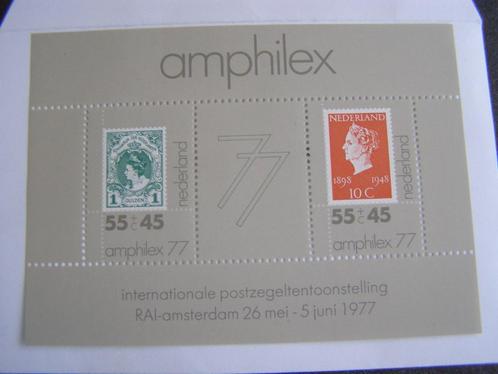 amphilex
1 GULDEN 1
nederland
55 +c 45
amphilex 77
77
NEDERLAND
1898 1948
10 C
nederland
55 +c 45
amphilex 77
internationale postzegeltentoonstelling
RAI-amsterdam 26 mei - 5 juni 1977